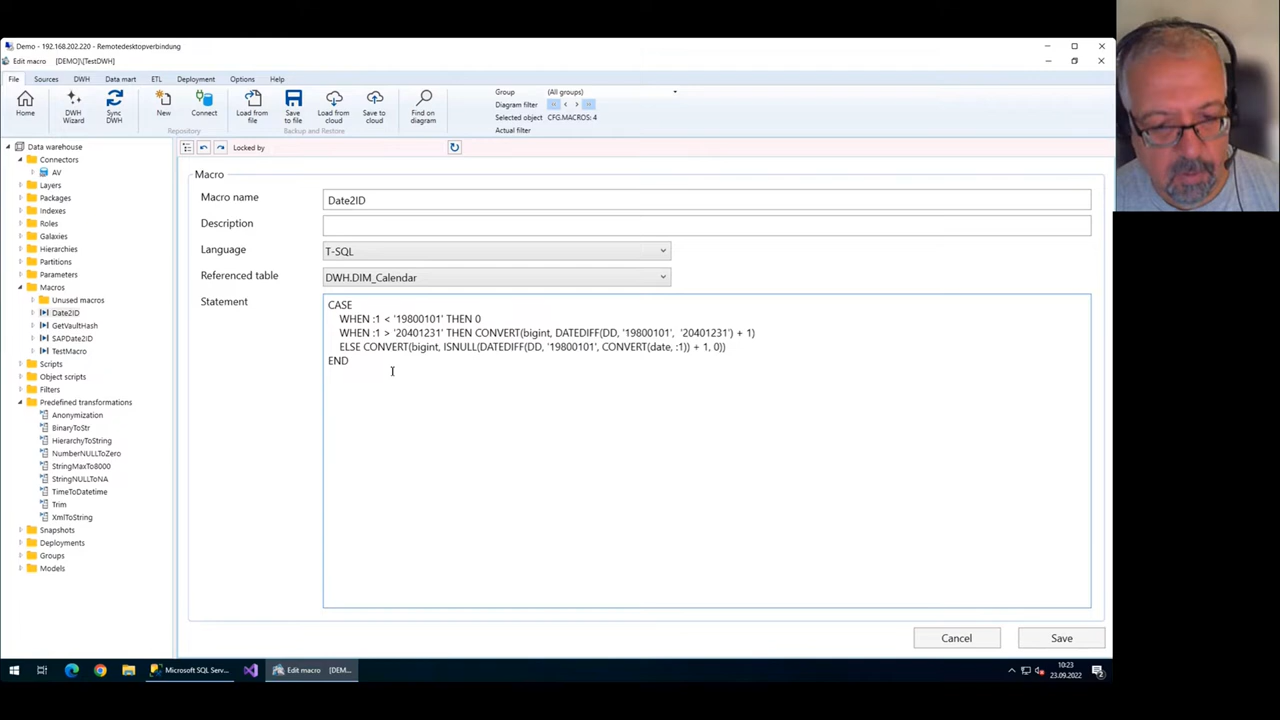 Demo - 192.168.202.220 - Remotedesktopverbindung
Edit macro [DEMO]\[TestDWH]
File Sources DWH Data mart ETL Deployment Options Help
Home
DWH Wizard
Sync DWH
New
Connect
Load from file
Save to file
Load from cloud
Save to cloud
Find on diagram
Repository
Backup and Restore
Group (All groups)
Diagram filter
Selected object CFG.MACROS: 4
Actual filter
Locked by
Data warehouse
Connectors
AV
Layers
Packages
Indexes
Roles
Galaxies
Hierarchies
Partitions
Parameters
Macros
Unused macros
Date2ID
GetVaultHash
SAPDate2ID
TestMacro
Scripts
Object scripts
Filters
Predefined transformations
Anonymization
BinaryToStr
HierarchyToString
NumberNULLToZero
StringMaxTo8000
StringNULLToNA
TimeToDatetime
Trim
XmlToString
Snapshots
Deployments
Groups
Models
Macro
Macro name Date2ID
Description
Language T-SQL
Referenced table DWH.DIM_Calendar
Statement
CASE
WHEN :1 < '19800101' THEN 0
WHEN :1 > '20401231' THEN CONVERT(bigint, DATEDIFF(DD, '19800101', '20401231') + 1)
ELSE CONVERT(bigint, ISNULL(DATEDIFF(DD, '19800101', CONVERT(date, :1)) + 1, 0))
END
Cancel Save
Microsoft SQL Serv...
Edit macro [DEM...
10:23
23.09.2022